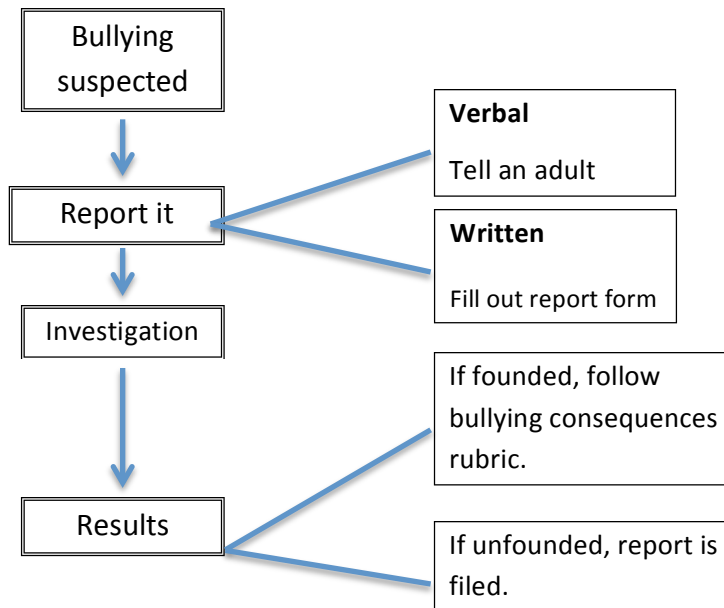 Bullying
suspected
Verbal
Tell an adult
Report it
Written
Fill out report form
Investigation
If founded, follow
bullying consequences
rubric.
Results
If unfounded, report is
filed.